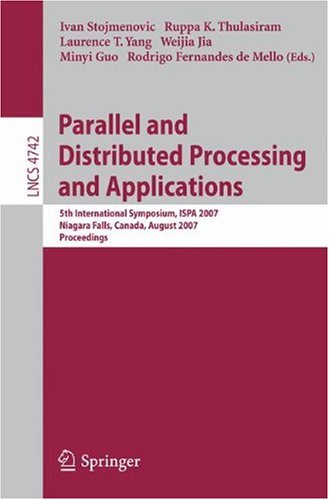 Ivan Stojmenovic Ruppa K. Thulasiram
Laurence T. Yang Weijia Jia
Minyi Guo Rodrigo Fernandes de Mello (Eds.)
LNCS 4742
Parallel and
Distributed Processing
and Applications
5th International Symposium, ISPA 2007
Niagara Falls, Canada, August 2007
Proceedings
Springer